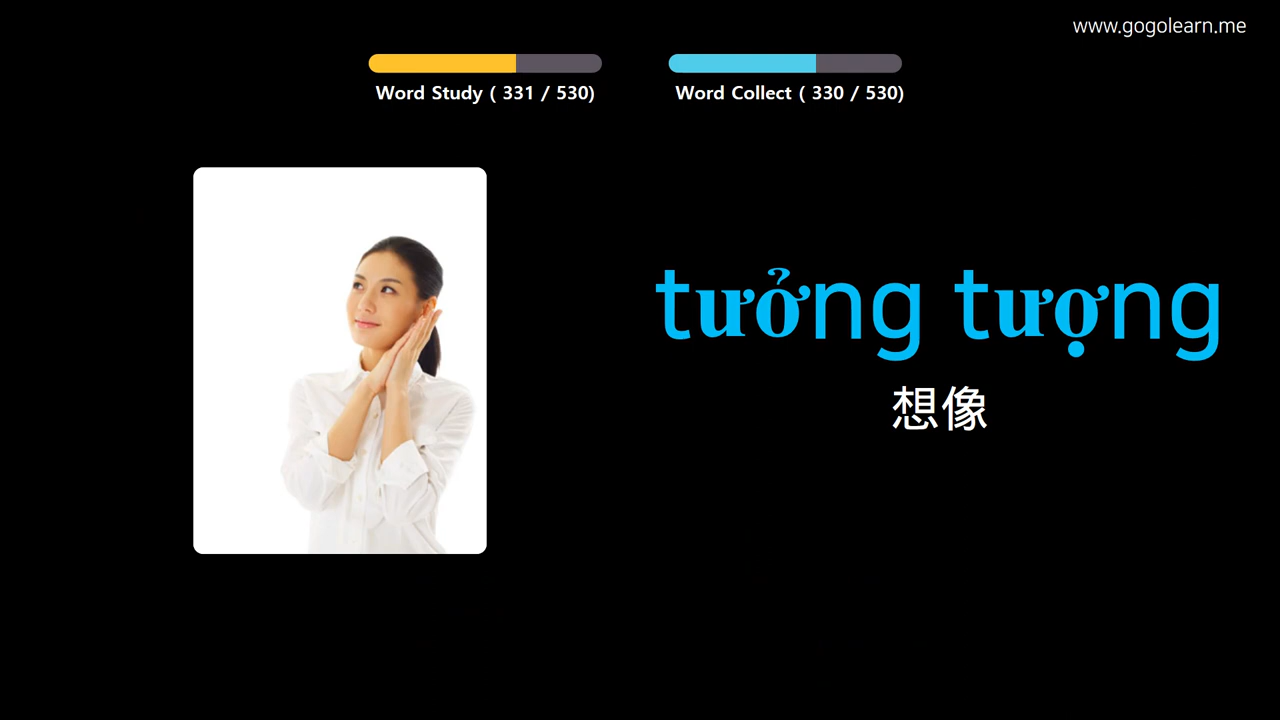 www.gogolearn.me
Word Study ( 331 / 530)
Word Collect ( 330 / 530)
tưởng tượng
想像